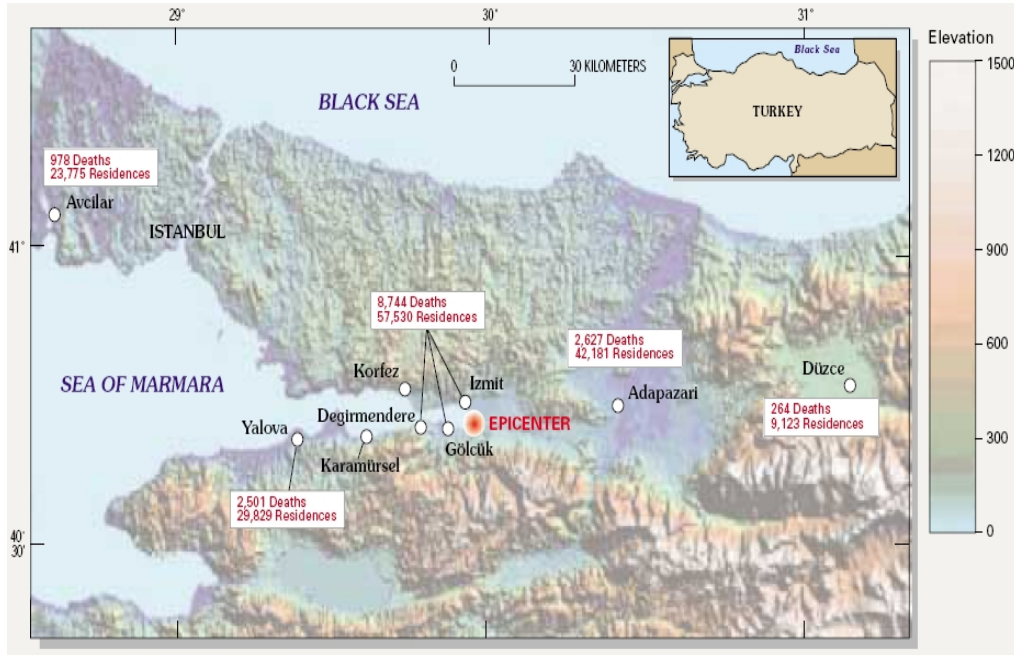 29°
30°
31°
Elevation
1500
1200
900
600
300
0
0 30 KILOMETERS
Black Sea
TURKEY
BLACK SEA
978 Deaths
23,775 Residences
Avcilar
ISTANBUL
41°
8,744 Deaths
57,530 Residences
2,627 Deaths
42,181 Residences
SEA OF MARMARA
Korfez
Izmit
Adapazari
Düzce
264 Deaths
9,123 Residences
Degirmendere
EPICENTER
Yalova
Gölcük
Karamürsel
2,501 Deaths
29,829 Residences
40°
30'
29°
30°
31°